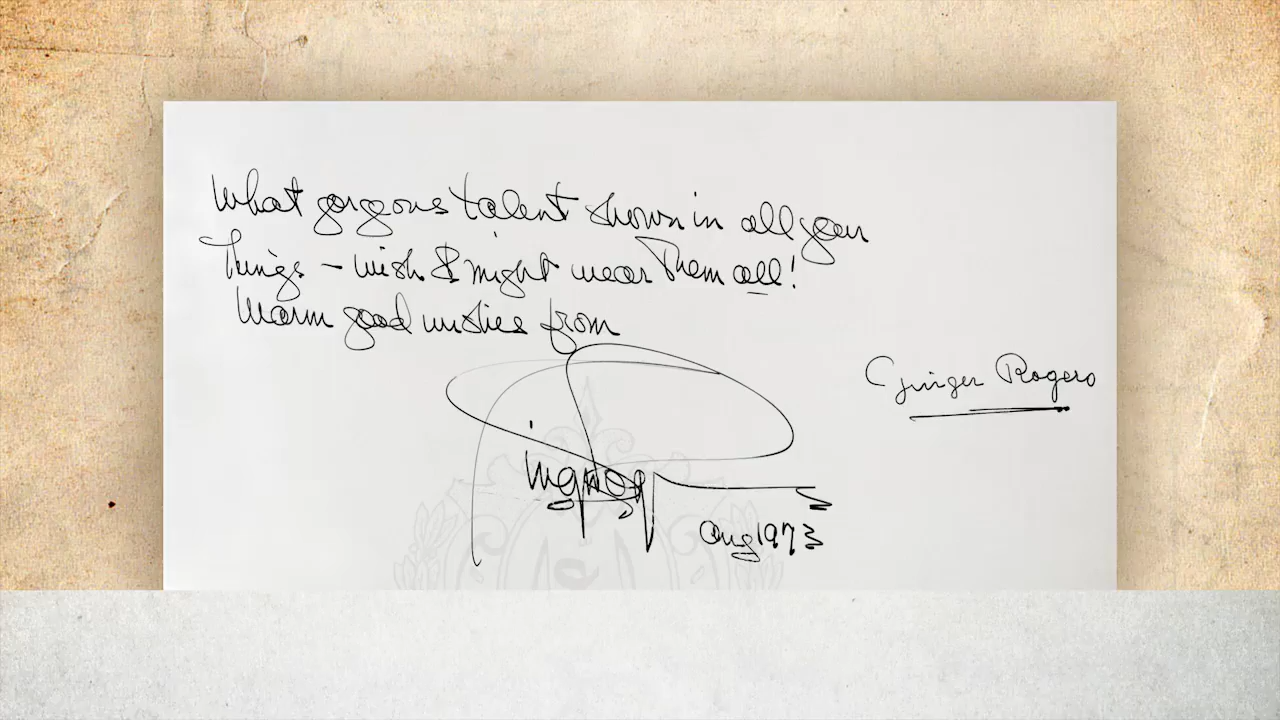 What gorgeous talent shown in all your
Things – wish I might wear Them all!
Warm good wishes from
Ginger Rogers
Aug 1973